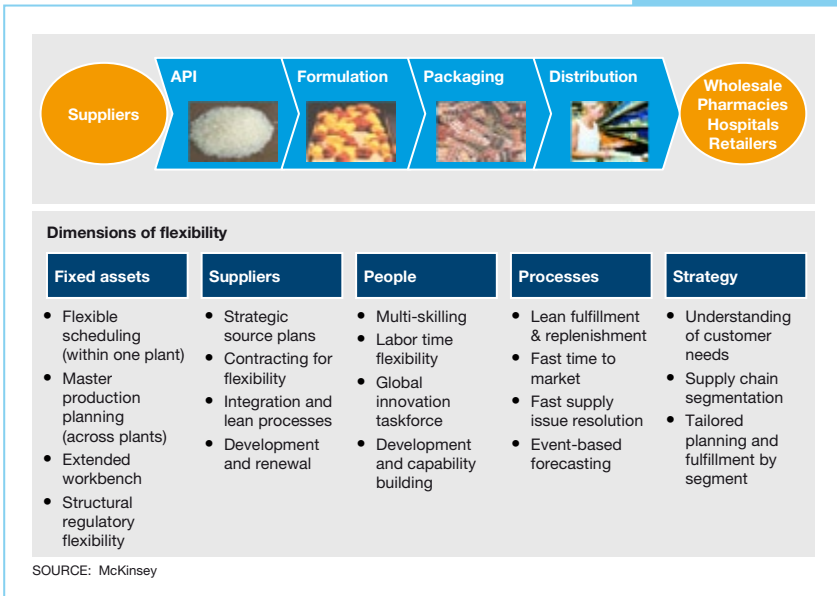 Suppliers
API
Formulation
Packaging
Distribution
Wholesale
Pharmacies
Hospitals
Retailers
Dimensions of flexibility
Fixed assets
• Flexible
scheduling
(within one plant)
• Master
production
planning
(across plants)
• Extended
workbench
• Structural
regulatory
flexibility
Suppliers
• Strategic
source plans
• Contracting for
flexibility
• Integration and
lean processes
• Development
and renewal
People
• Multi-skilling
• Labor time
flexibility
• Global
innovation
taskforce
• Development
and capability
building
Processes
• Lean fulfillment
& replenishment
• Fast time to
market
• Fast supply
issue resolution
• Event-based
forecasting
Strategy
• Understanding
of customer
needs
• Supply chain
segmentation
• Tailored
planning and
fulfillment by
segment
SOURCE: McKinsey